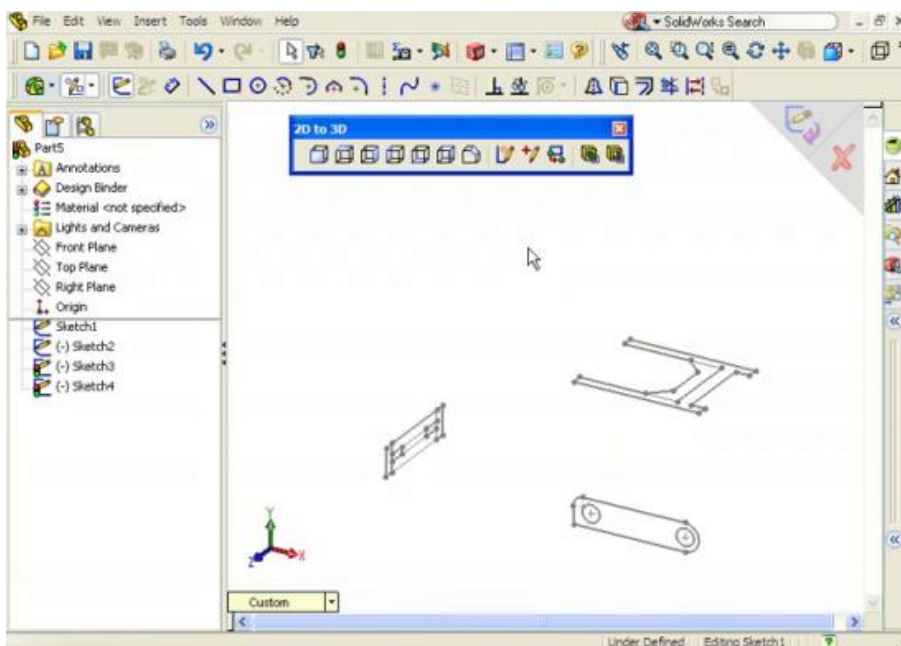 File Edit View Insert Tools Window Help SolidWorks Search
2D to 3D
Part5
A Annotations
Design Binder
Material <not specified>
Lights and Cameras
Front Plane
Top Plane
Right Plane
Origin
Sketch1
(-) Sketch2
(-) Sketch3
(-) Sketch4
Y
Z X
Custom
Under Defined Editing Sketch1